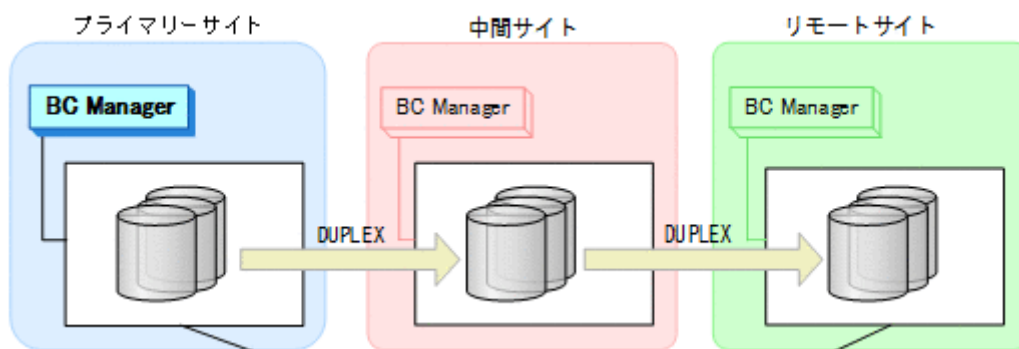 プライマリーサイト
中間サイト
リモートサイト
BC Manager
BC Manager
BC Manager
DUPLEX
DUPLEX